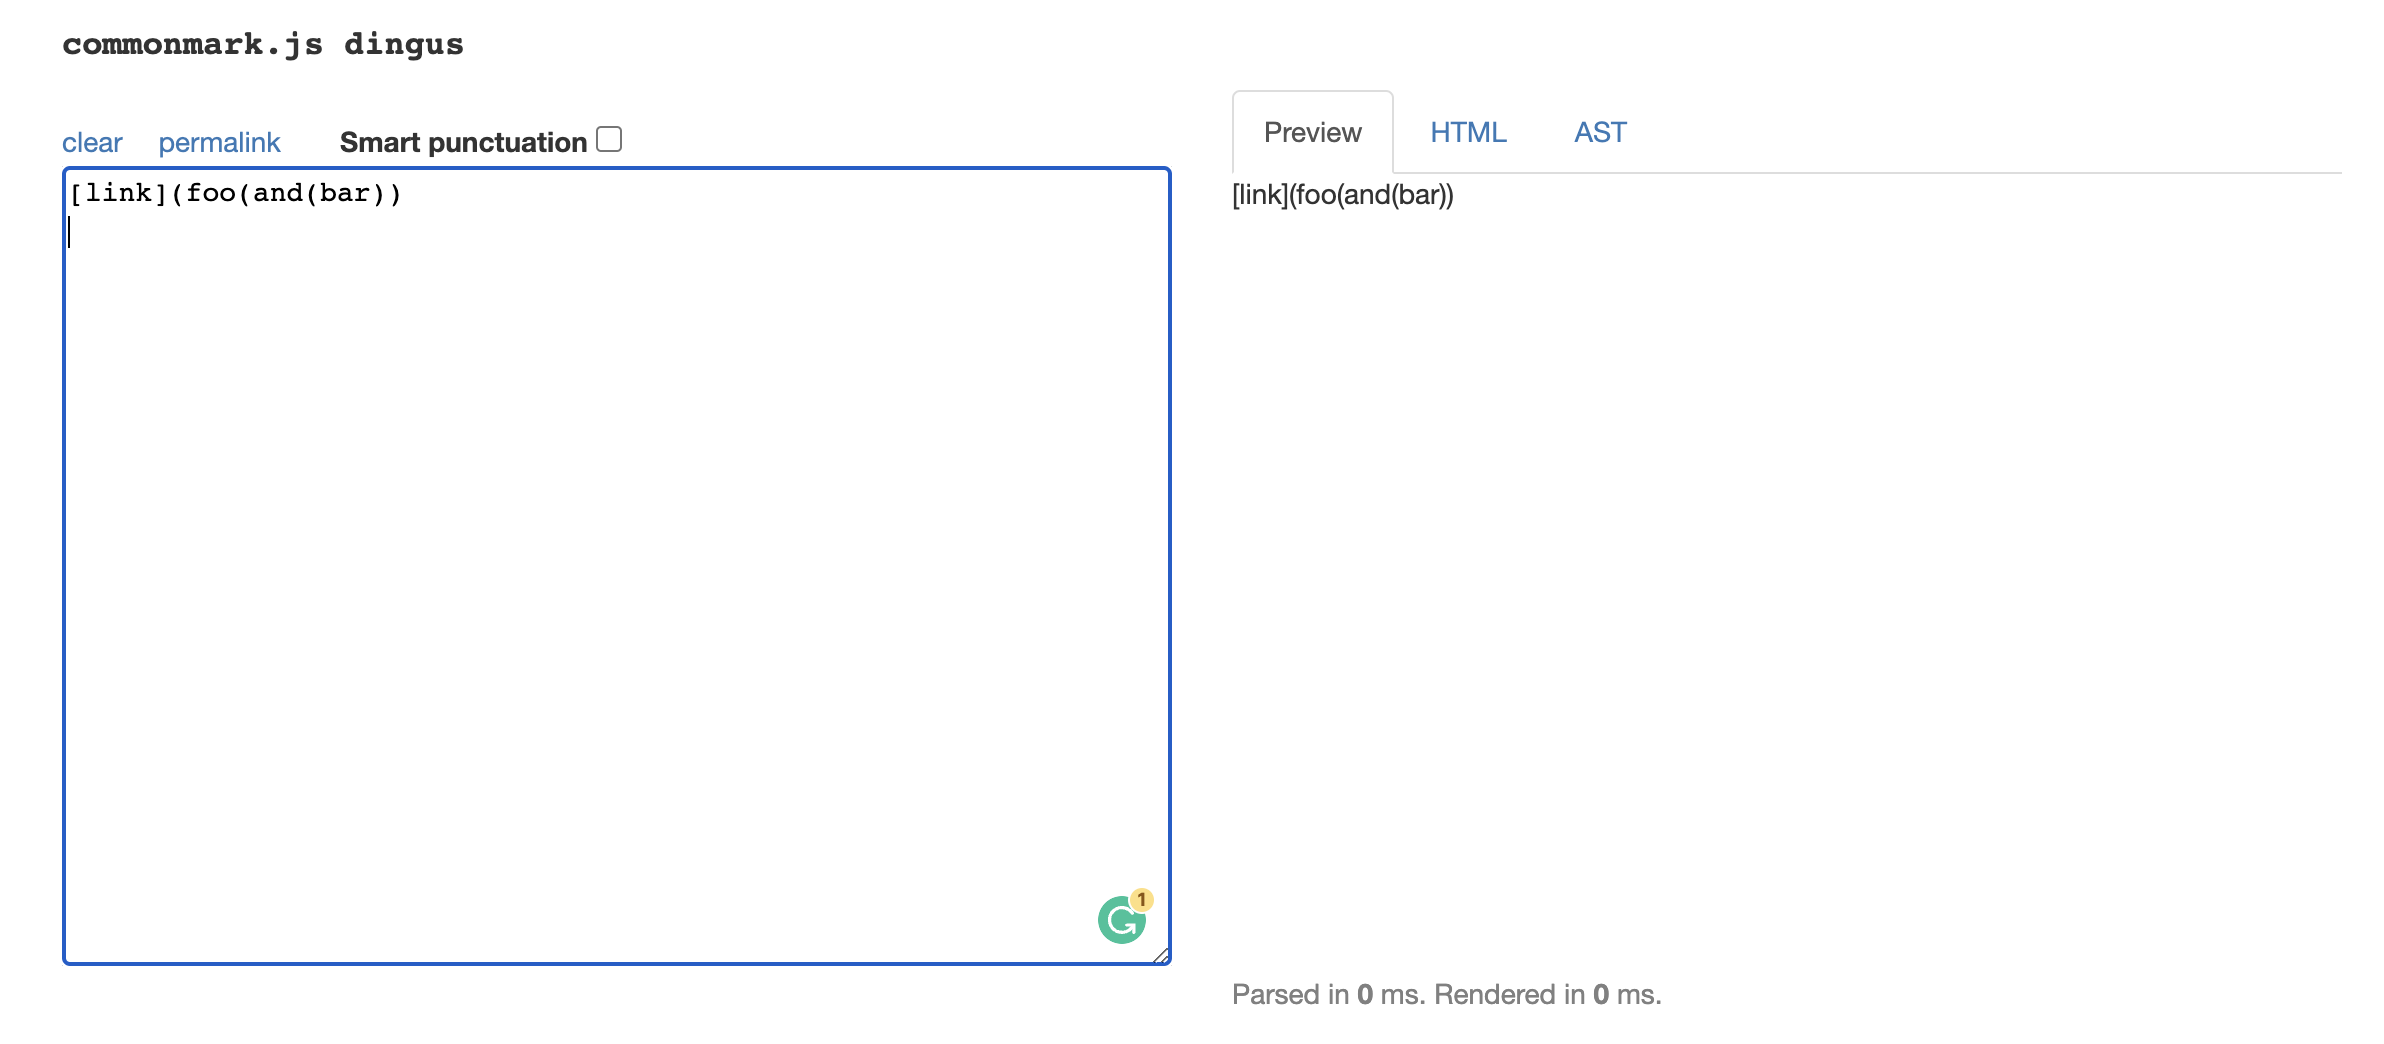 commonmark.js dingus
clear permalink Smart punctuation
Preview HTML AST
[link](foo(and(bar))
[link](foo(and(bar))
1
Parsed in 0 ms. Rendered in 0 ms.